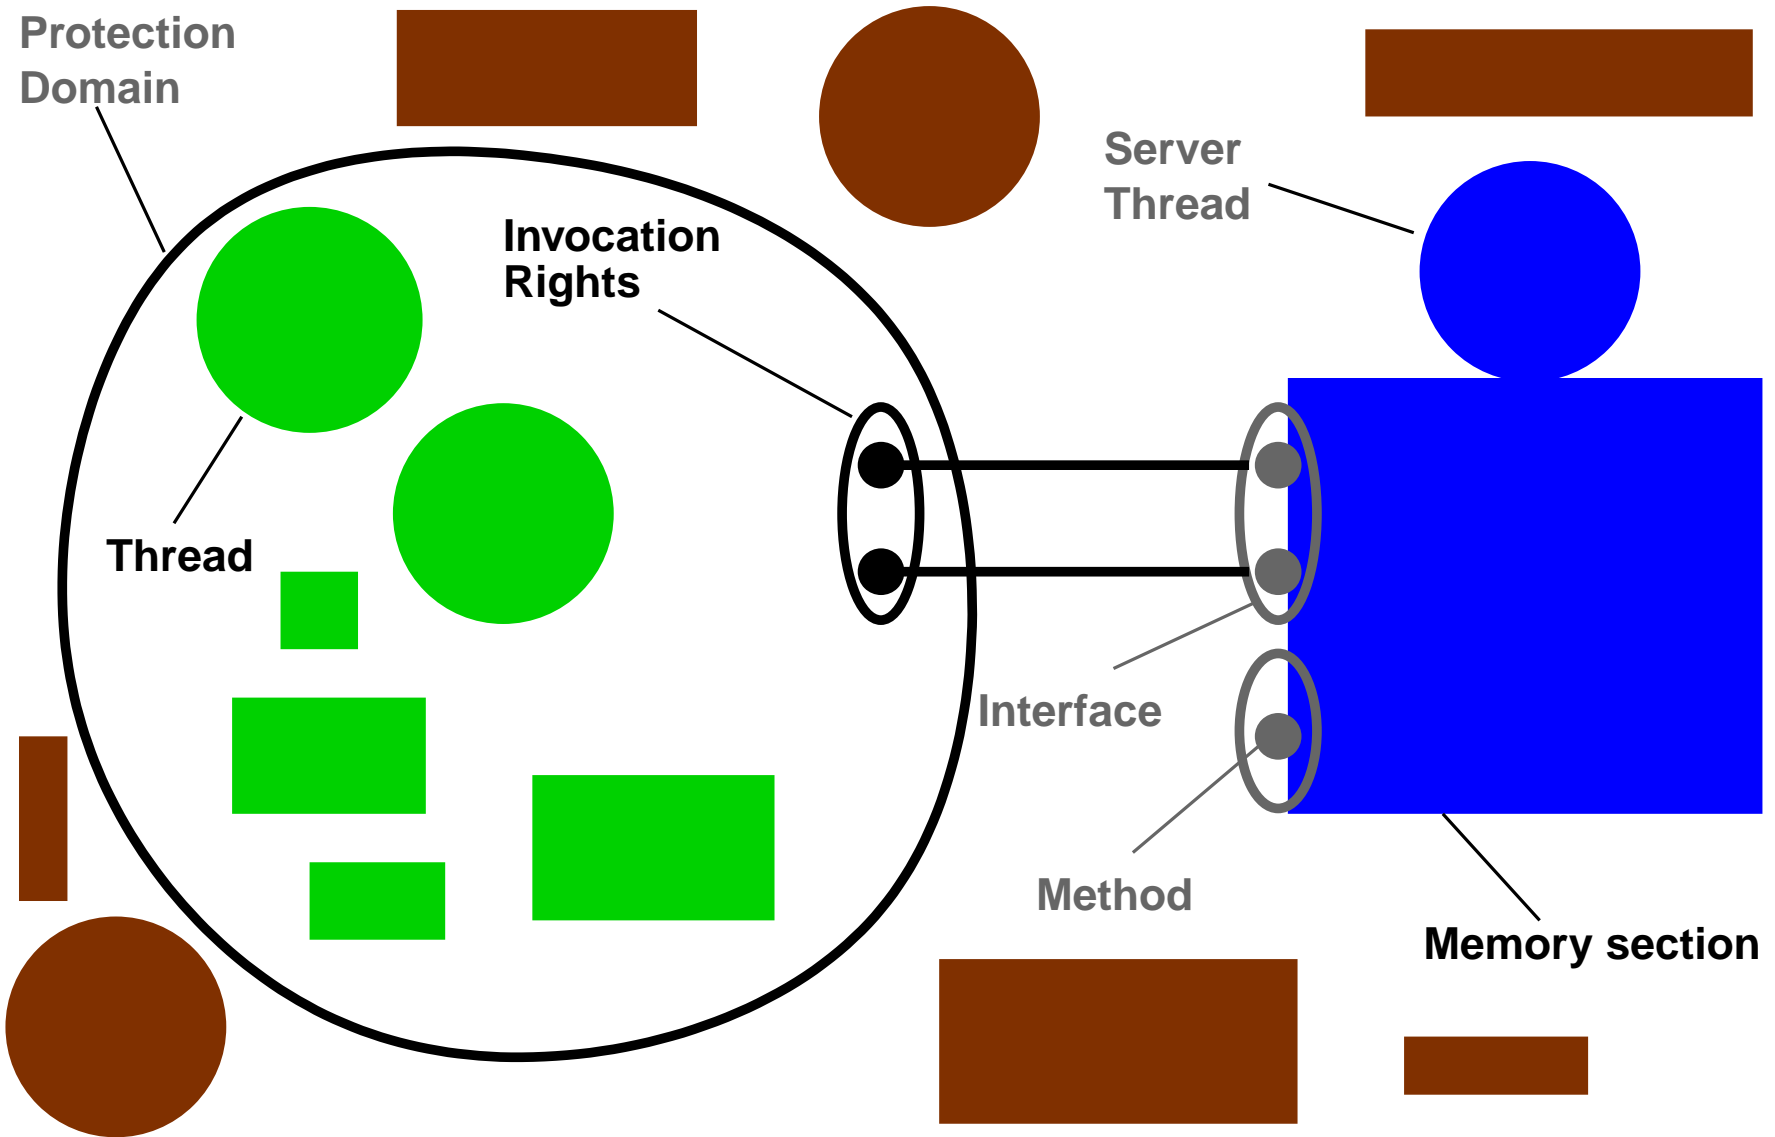 Protection
Domain
Server
Thread
Invocation
Rights
Thread
Interface
Method
Memory section